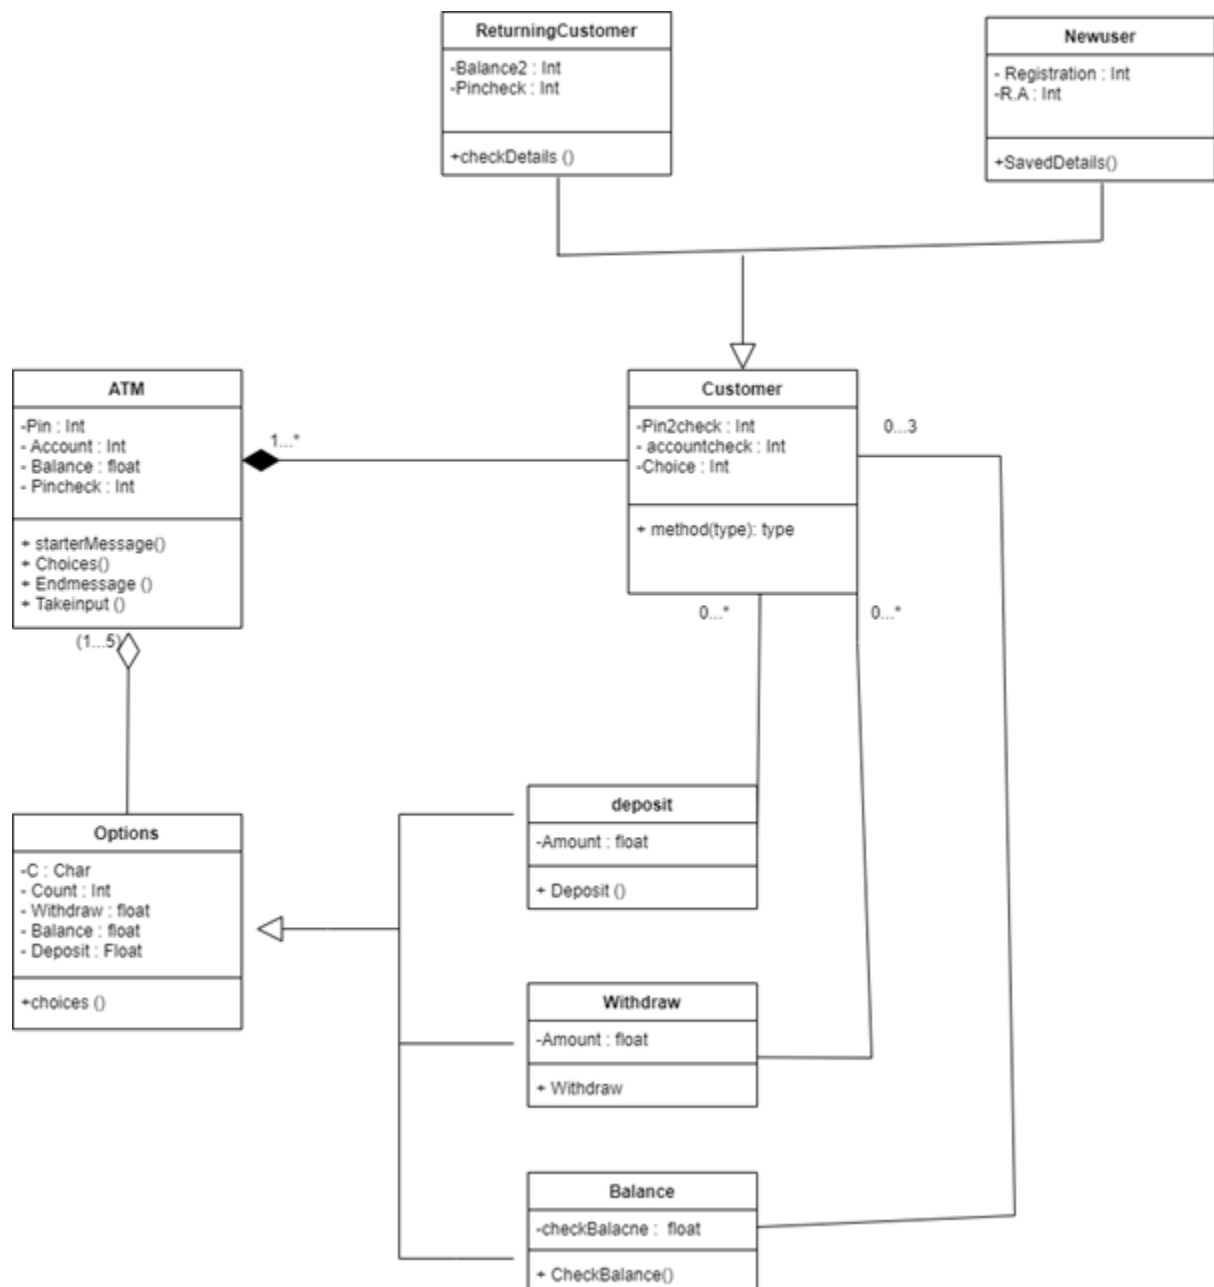 ReturningCustomer
-Balance2 : Int
-Pincheck : Int
+checkDetails ()
Newuser
- Registration : Int
-R.A : Int
+SavedDetails()
ATM
-Pin : Int
- Account : Int
- Balance : float
- Pincheck : Int
+ starterMessage()
+ Choices()
+ Endmessage ()
+ Takeinput ()
1...*
Customer
-Pin2check : Int
- accountcheck : Int
-Choice : Int
+ method(type): type
0...3
(1...5)
0...*
0...*
Options
-C : Char
- Count : Int
- Withdraw : float
- Balance : float
- Deposit : Float
+choices ()
deposit
-Amount : float
+ Deposit ()
Withdraw
-Amount : float
+ Withdraw
Balance
-checkBalacne : float
+ CheckBalance()